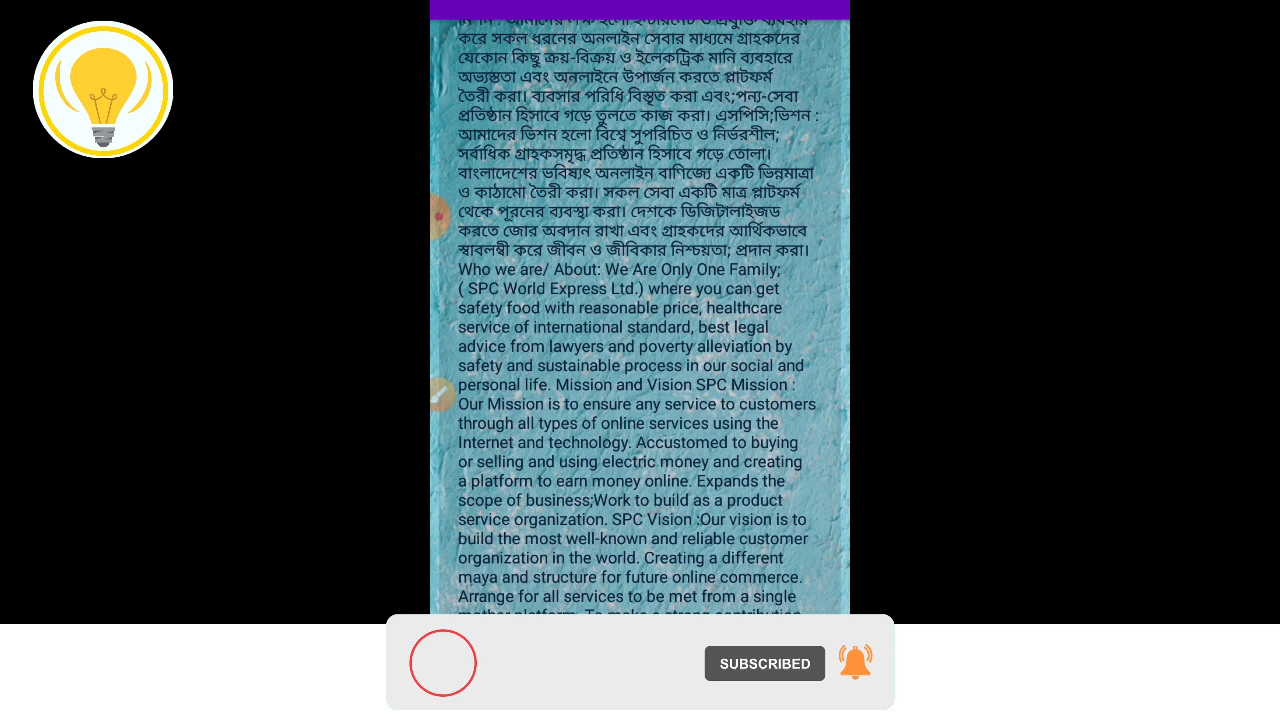 করে সকল ধরনের অনলাইন সেবার মাধ্যমে গ্রাহকদের
যেকোন কিছু ক্রয়-বিক্রয় ও ইলেকট্রিক মানি ব্যবহারে
অভ্যস্ততা এবং অনলাইনে উপার্জন করতে প্লাটফর্ম
তৈরী করা। ব্যবসার পরিধি বিস্তৃত করা এবং;পন্য-সেবা
প্রতিষ্ঠান হিসাবে গড়ে তুলতে কাজ করা। এসপিসি;ভিশন :
আমাদের ভিশন হলো বিশ্বে সুপরিচিত ও নির্ভরশীল;
সর্বাধিক গ্রাহকসমৃদ্ধ প্রতিষ্ঠান হিসাবে গড়ে তোলা।
বাংলাদেশের ভবিষ্যৎ অনলাইন বাণিজ্যে একটি ভিন্নমাত্রা
ও কাঠামো তৈরী করা। সকল সেবা একটি মাত্র প্লাটফর্ম
থেকে পূরনের ব্যবস্থা করা। দেশকে ডিজিটালাইজড
করতে জোর অবদান রাখা এবং গ্রাহকদের আর্থিকভাবে
স্বাবলম্বী করে জীবন ও জীবিকার নিশ্চয়তা; প্রদান করা।
Who we are/ About: We Are Only One Family;
( SPC World Express Ltd.) where you can get
safety food with reasonable price, healthcare
service of international standard, best legal
advice from lawyers and poverty alleviation by
safety and sustainable process in our social and
personal life. Mission and Vision SPC Mission :
Our Mission is to ensure any service to customers
through all types of online services using the
Internet and technology. Accustomed to buying
or selling and using electric money and creating
a platform to earn money online. Expands the
scope of business;Work to build as a product
service organization. SPC Vision :Our vision is to
build the most well-known and reliable customer
organization in the world. Creating a different
maya and structure for future online commerce.
Arrange for all services to be met from a single
SUBSCRIBED